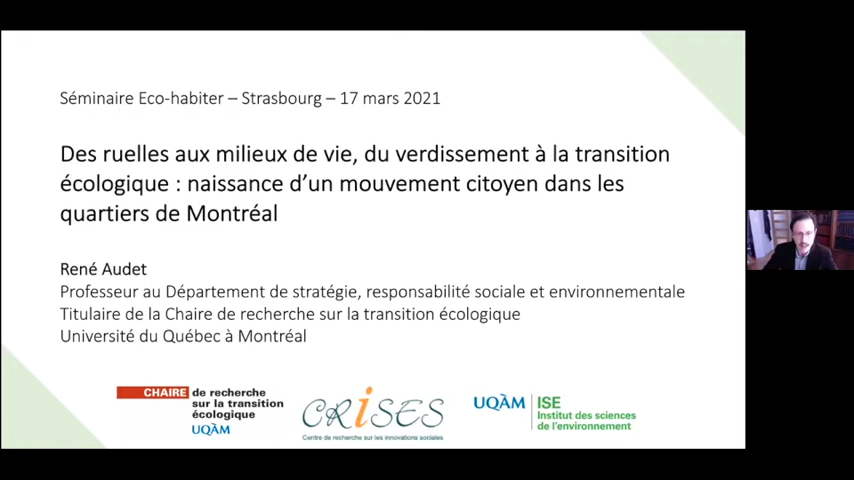 Séminaire Eco-habiter – Strasbourg – 17 mars 2021
Des ruelles aux milieux de vie, du verdissement à la transition
écologique : naissance d’un mouvement citoyen dans les
quartiers de Montréal
René Audet
Professeur au Département de stratégie, responsabilité sociale et environnementale
Titulaire de la Chaire de recherche sur la transition écologique
Université du Québec à Montréal
CHAIRE de recherche
sur la transition
écologique
UQÀM
CRiSES
Centre de recherche sur les innovations sociales
UQÀM
ISE
Institut des sciences
de l'environnement